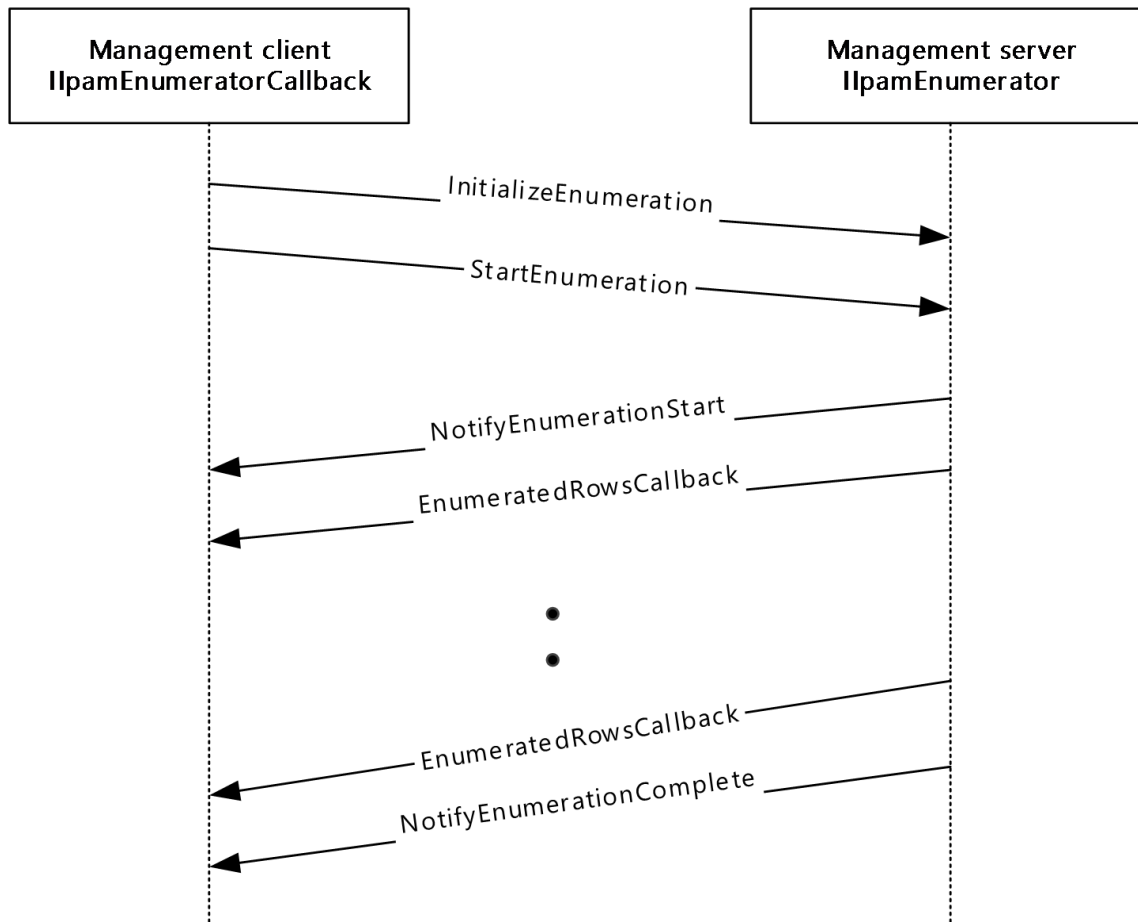 Management client
IIpamEnumeratorCallback
Management server
IIpamEnumerator
InitializeEnumeration
StartEnumeration
NotifyEnumerationStart
EnumeratedRowsCallback
EnumeratedRowsCallback
NotifyEnumerationComplete